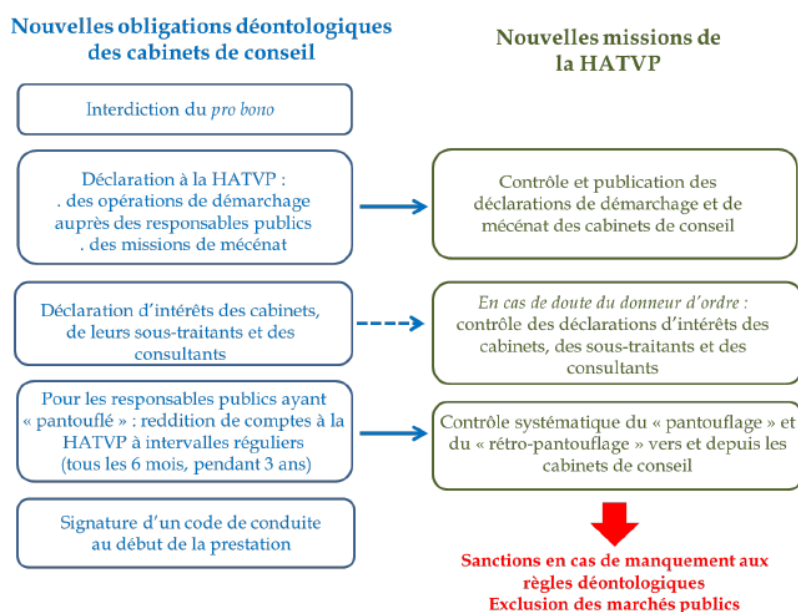 Nouvelles obligations déontologiques
des cabinets de conseil
Interdiction du pro bono
Déclaration à la HATVP :
. des opérations de démarchage
auprès des responsables publics
. des missions de mécénat
Déclaration d'intérêts des cabinets,
de leurs sous-traitants et des
consultants
Pour les responsables publics ayant
« pantouflé » : reddition de comptes à la
HATVP à intervalles réguliers
(tous les 6 mois, pendant 3 ans)
Signature d'un code de conduite
au début de la prestation
Nouvelles missions de
la HATVP
Contrôle et publication des
déclarations de démarchage et de
mécénat des cabinets de conseil
En cas de doute du donneur d'ordre :
contrôle des déclarations d'intérêts des
cabinets, des sous-traitants et des
consultants
Contrôle systématique du « pantouflage » et
du « rétro-pantouflage » vers et depuis les
cabinets de conseil
Sanctions en cas de manquement aux
règles déontologiques
Exclusion des marchés publics